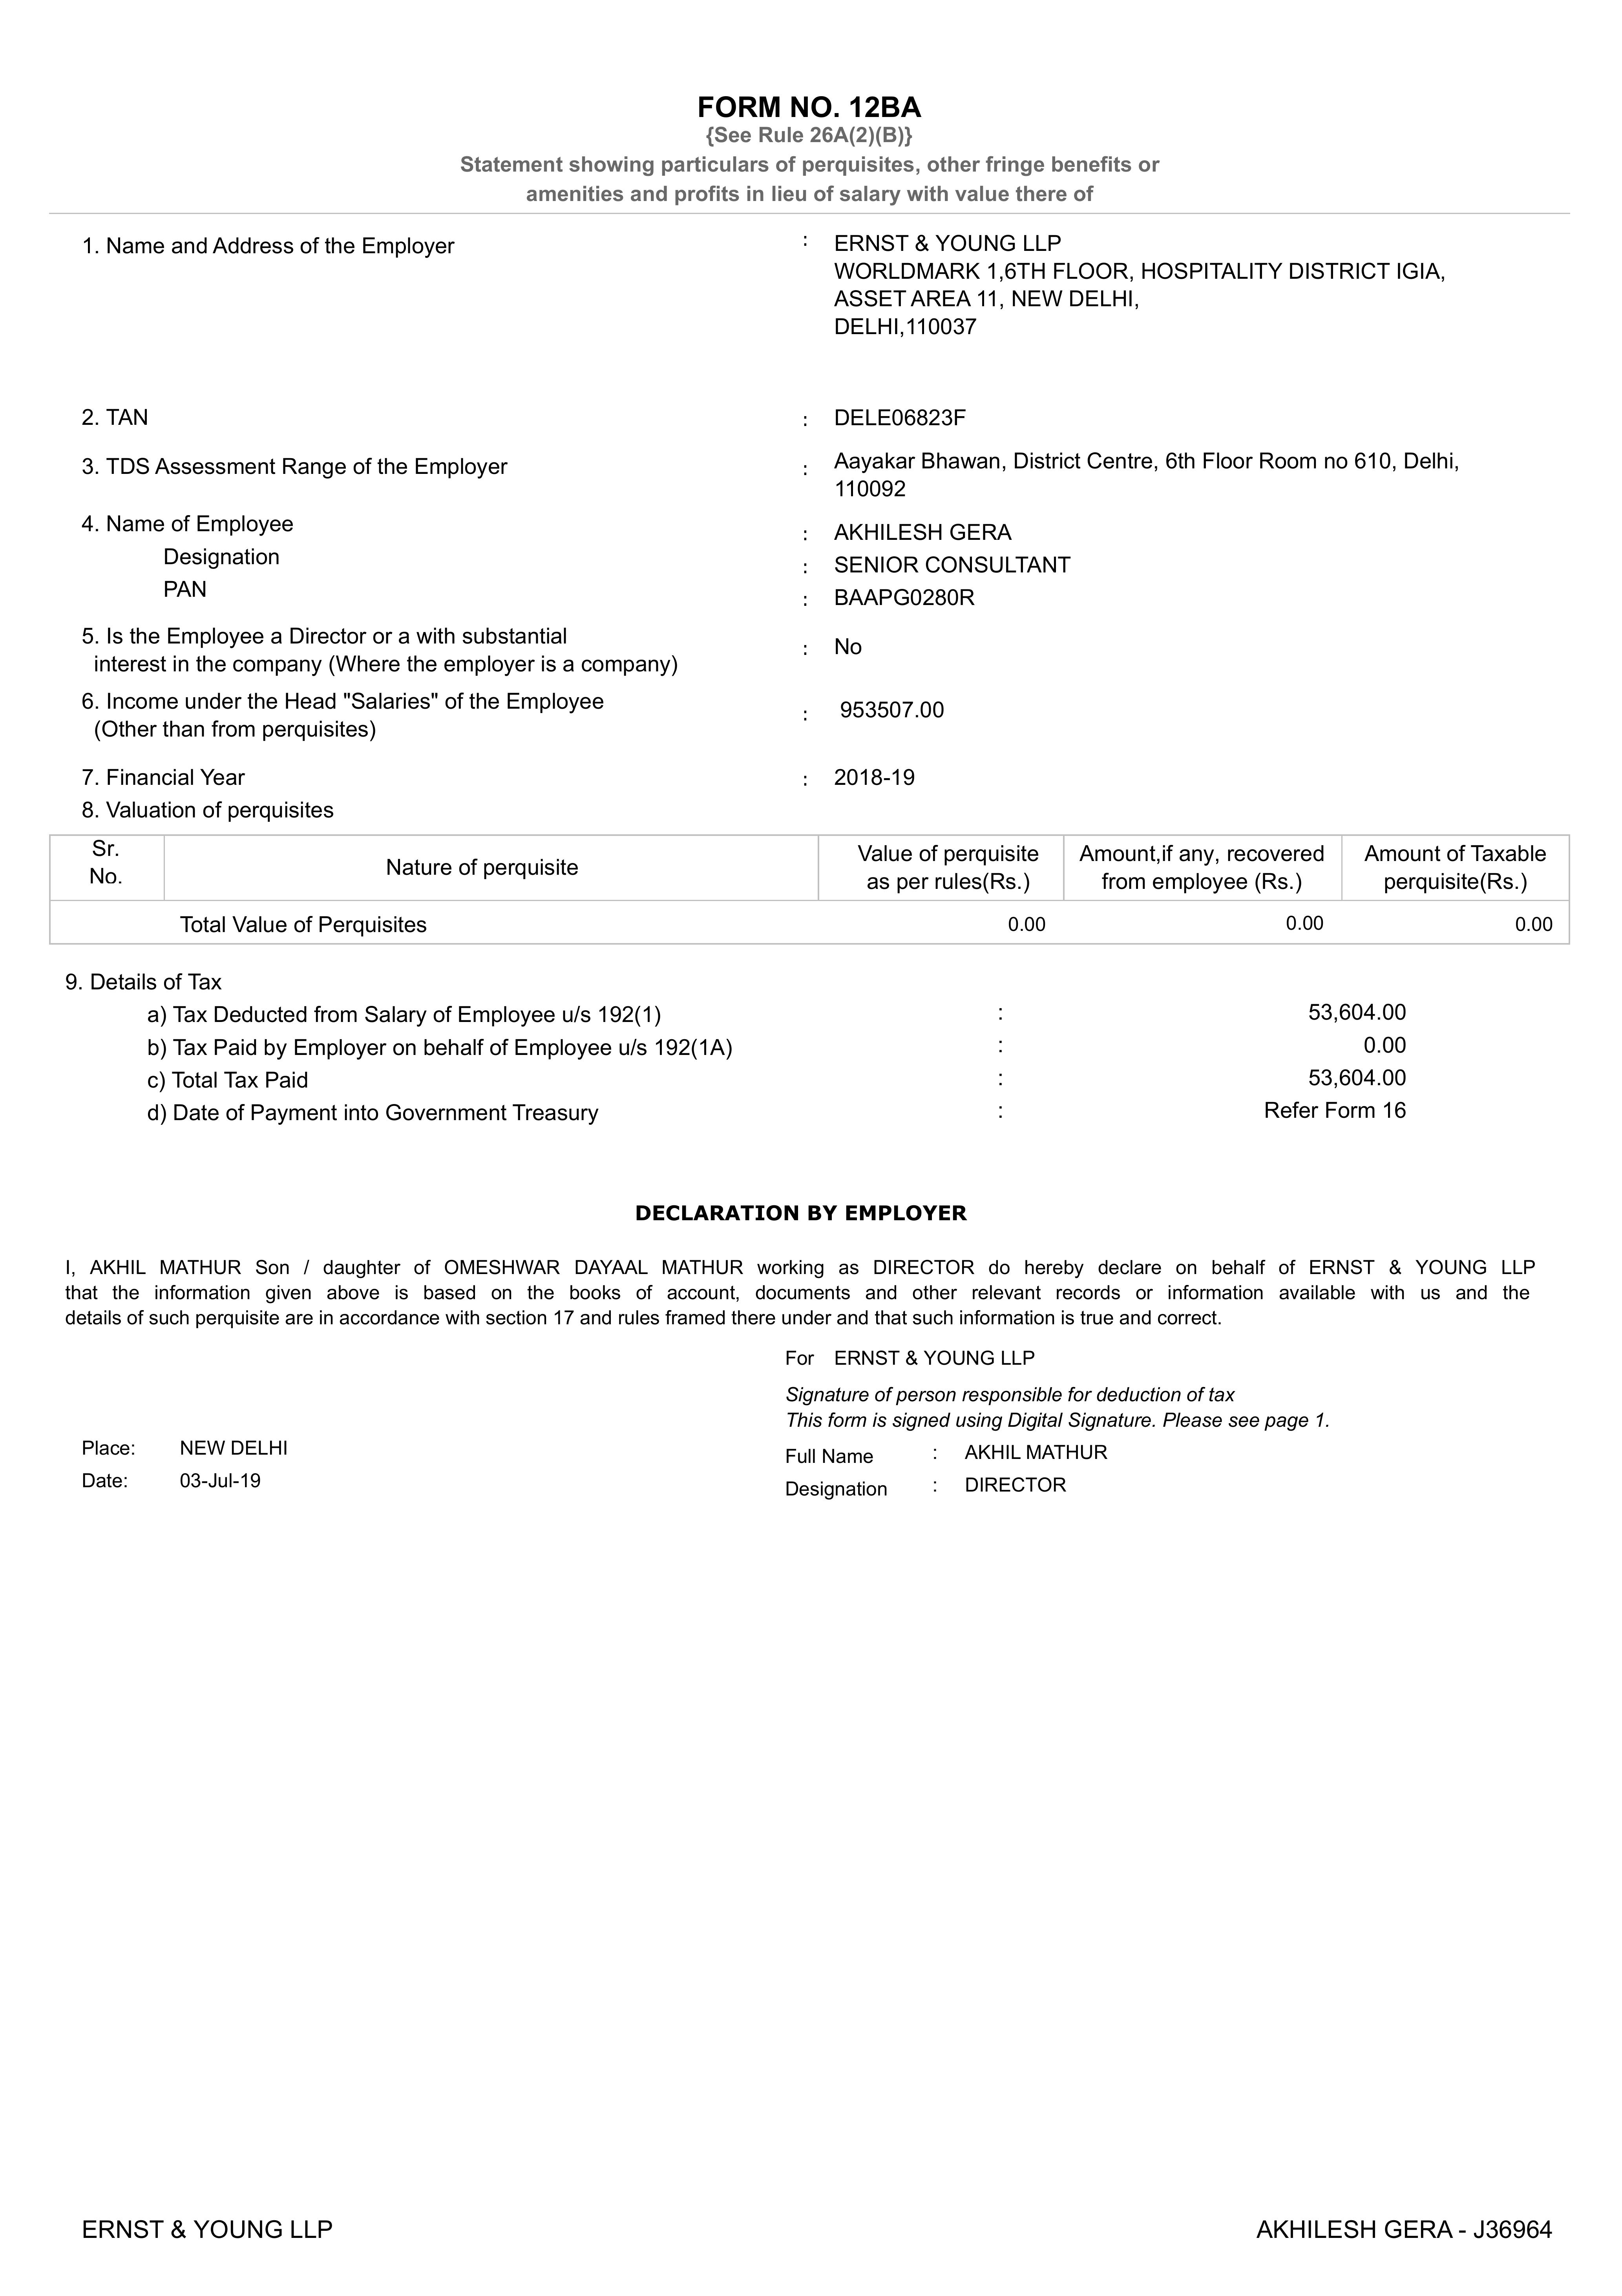 FORM NO. 12BA
{See Rule 26A(2)(B)}
Statement showing particulars of perquisites, other fringe benefits or
amenities and profits in lieu of salary with value there of
1. Name and Address of the Employer : ERNST & YOUNG LLP
WORLDMARK 1,6TH FLOOR, HOSPITALITY DISTRICT IGIA,
ASSET AREA 11, NEW DELHI,
DELHI,110037
2. TAN : DELE06823F
3. TDS Assessment Range of the Employer : Aayakar Bhawan, District Centre, 6th Floor Room no 610, Delhi,
110092
4. Name of Employee : AKHILESH GERA
Designation : SENIOR CONSULTANT
PAN : BAAPG0280R
5. Is the Employee a Director or a with substantial
interest in the company (Where the employer is a company) : No
6. Income under the Head "Salaries" of the Employee
(Other than from perquisites) : 953507.00
7. Financial Year : 2018-19
8. Valuation of perquisites
Sr.
No.
Nature of perquisite
Value of perquisite
as per rules(Rs.)
Amount,if any, recovered
from employee (Rs.)
Amount of Taxable
perquisite(Rs.)
Total Value of Perquisites 0.00 0.00 0.00
9. Details of Tax
a) Tax Deducted from Salary of Employee u/s 192(1) : 53,604.00
b) Tax Paid by Employer on behalf of Employee u/s 192(1A) : 0.00
c) Total Tax Paid : 53,604.00
d) Date of Payment into Government Treasury : Refer Form 16
DECLARATION BY EMPLOYER
I, AKHIL MATHUR Son / daughter of OMESHWAR DAYAAL MATHUR working as DIRECTOR do hereby declare on behalf of ERNST & YOUNG LLP
that the information given above is based on the books of account, documents and other relevant records or information available with us and the
details of such perquisite are in accordance with section 17 and rules framed there under and that such information is true and correct.
For ERNST & YOUNG LLP
Signature of person responsible for deduction of tax
This form is signed using Digital Signature. Please see page 1.
Place: NEW DELHI
Full Name : AKHIL MATHUR
Date: 03-Jul-19
Designation : DIRECTOR
ERNST & YOUNG LLP AKHILESH GERA - J36964